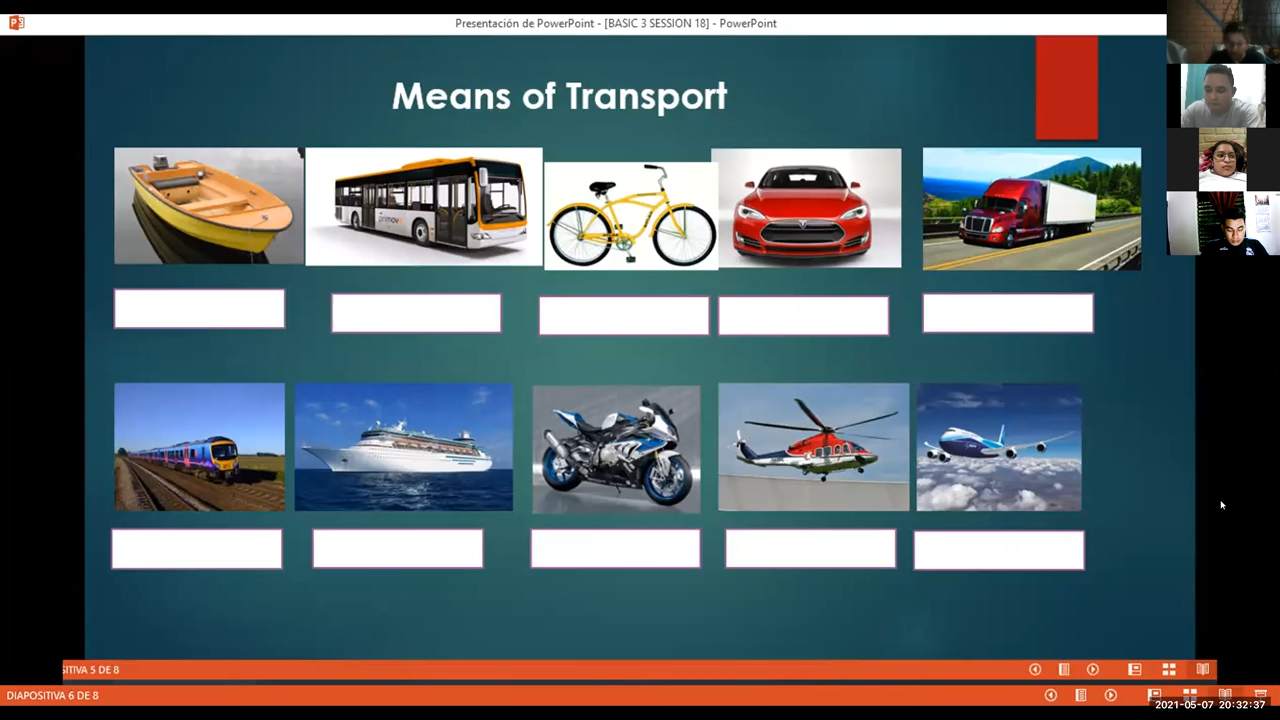 Presentación de PowerPoint - [BASIC 3 SESSION 18] - PowerPoint
Means of Transport
SITIVA 5 DE 8
DIAPOSITIVA 6 DE 8
2021-05-07 20:32:37